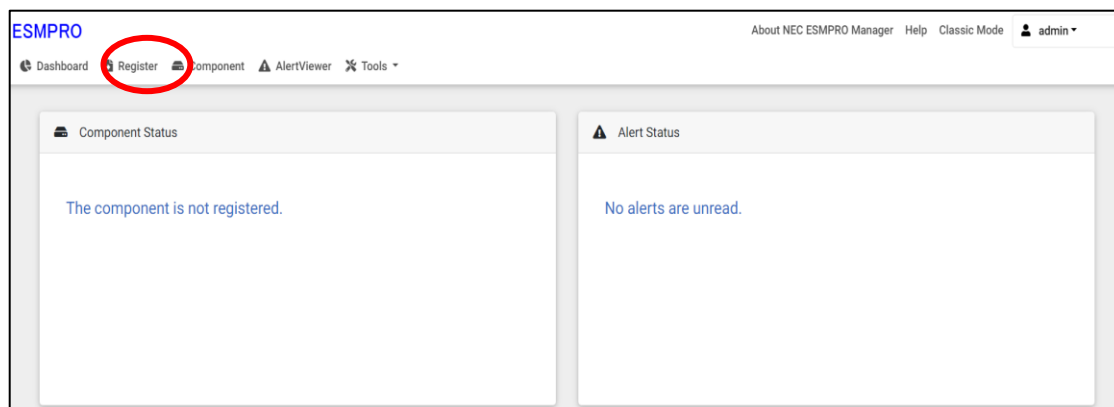 ESMPRO
About NEC ESMPRO Manager Help Classic Mode admin
Dashboard Register Component AlertViewer Tools
Component Status
Alert Status
The component is not registered.
No alerts are unread.